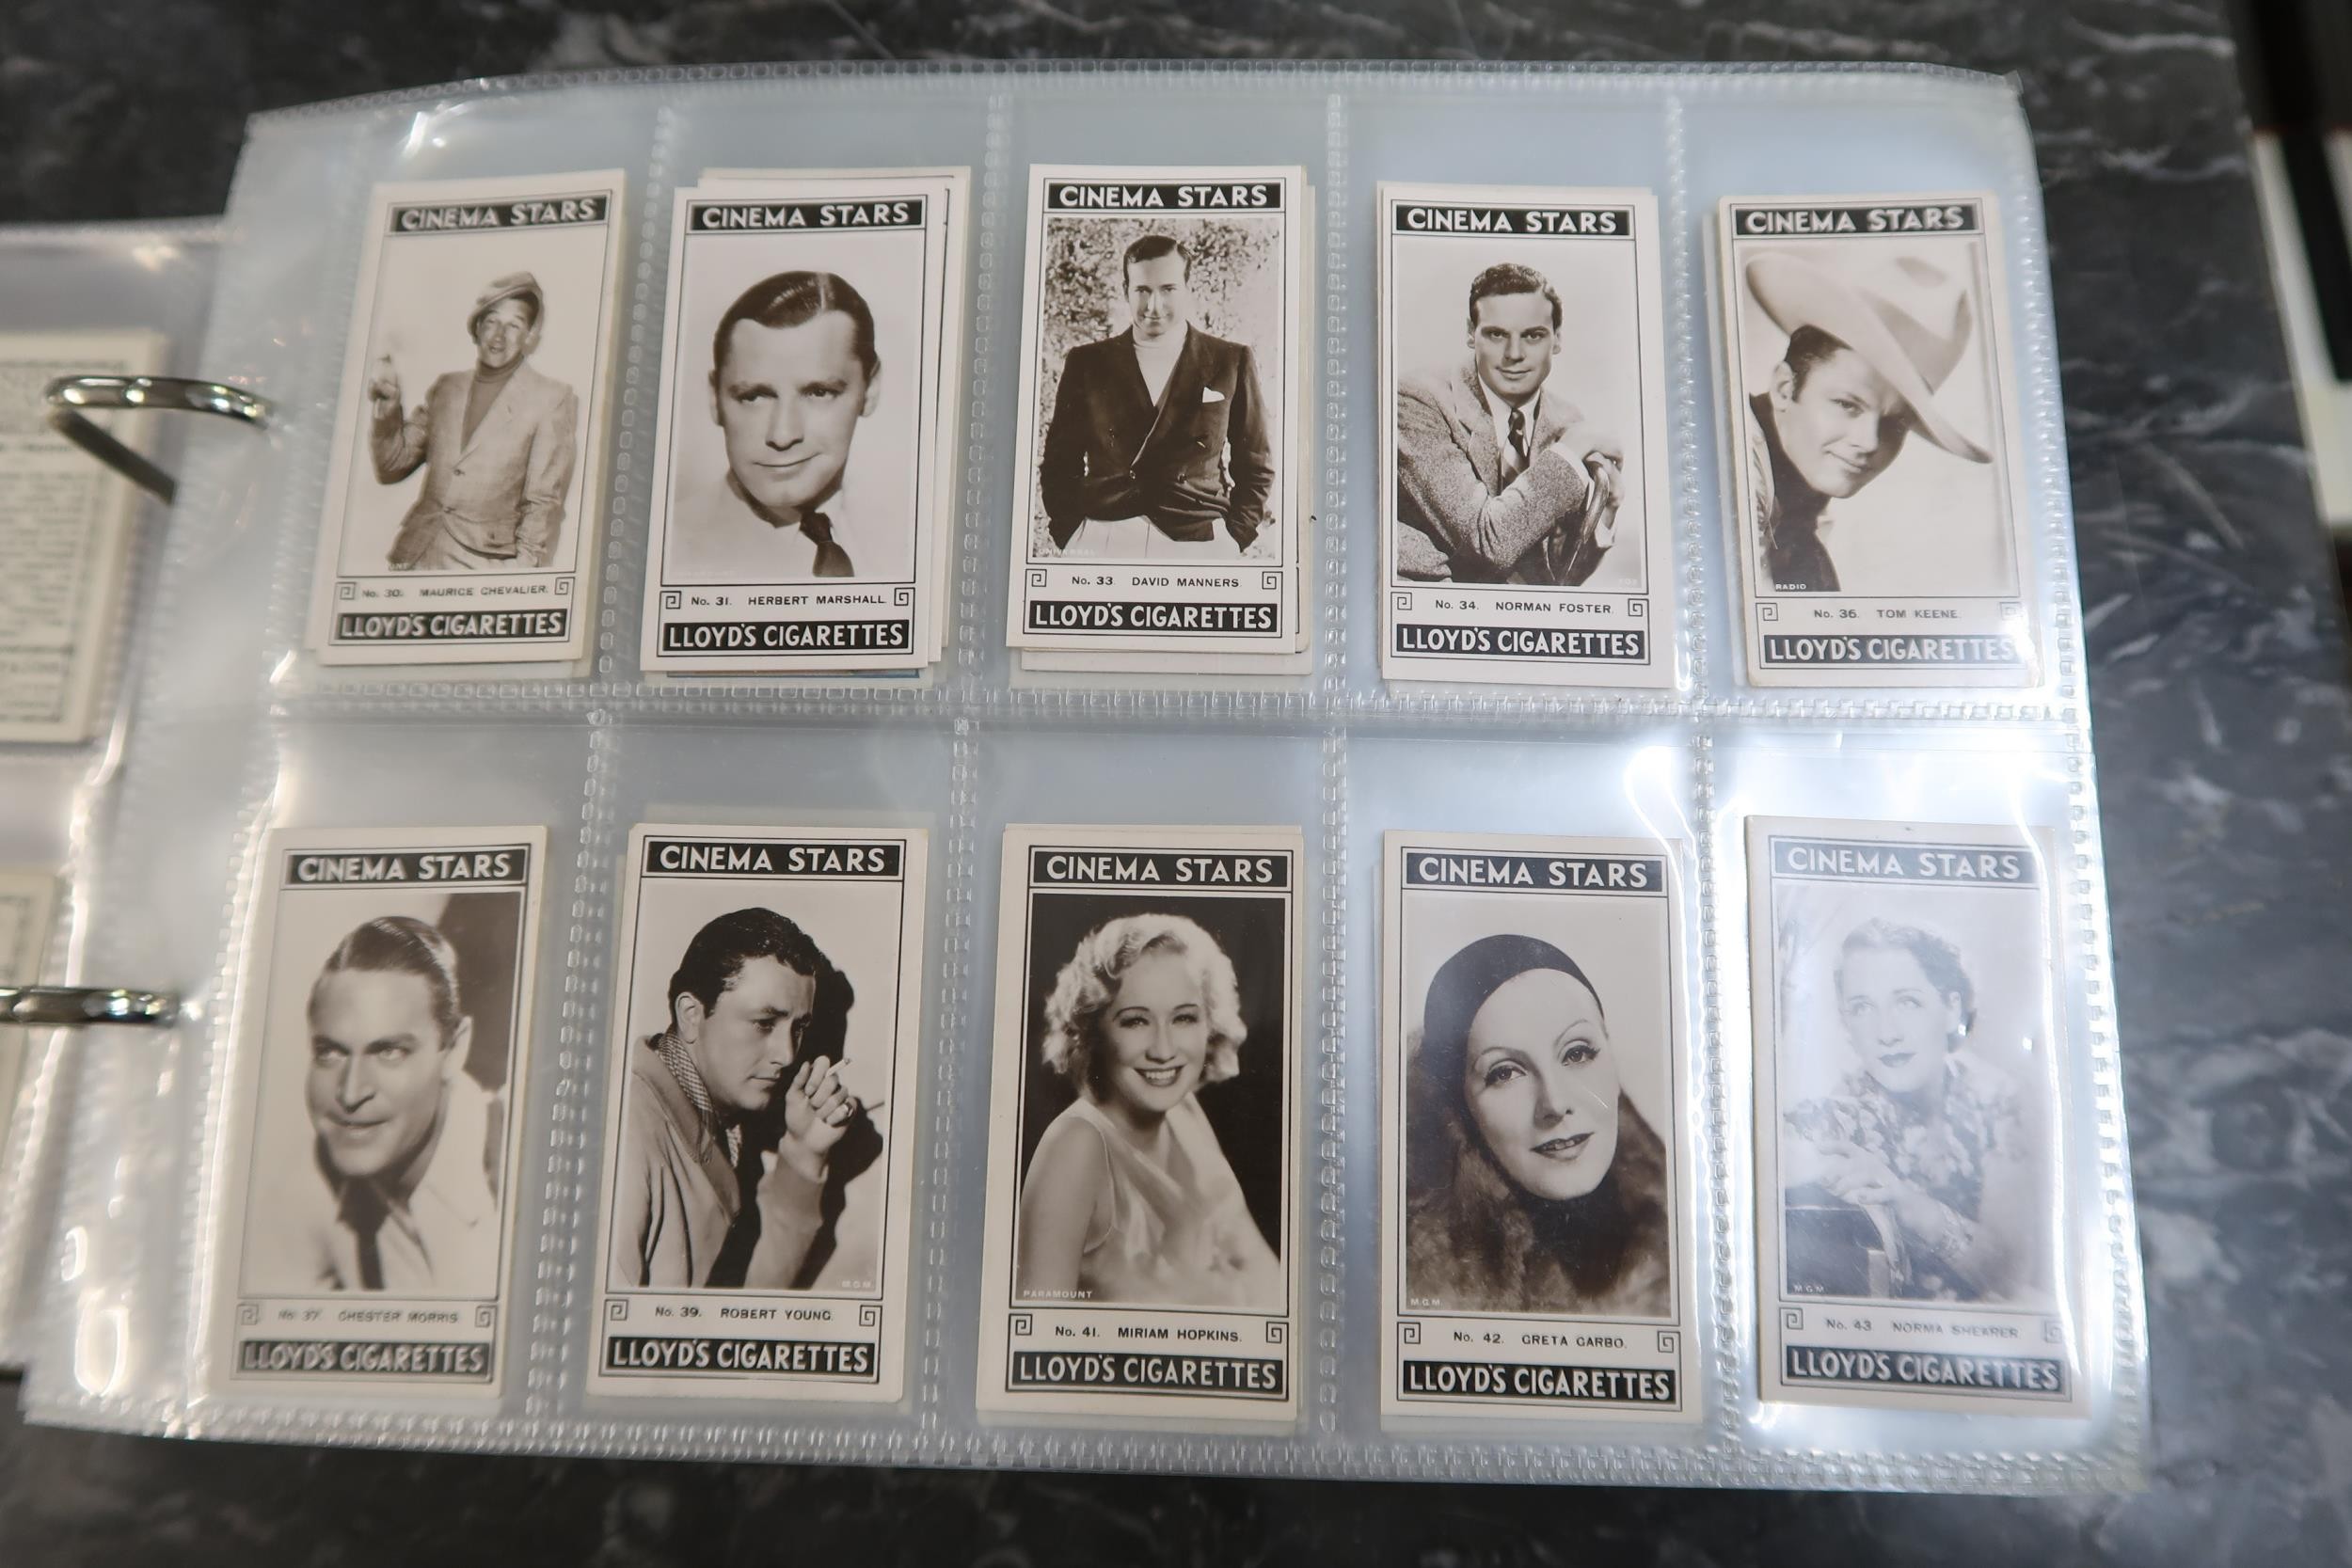 CINEMA STARS
UNT
No. 30. MAURICE CHEVALIER.
LLOYD'S CIGARETTES
CINEMA STARS
No. 31. HERBERT MARSHALL.
LLOYD'S CIGARETTES
CINEMA STARS
UNIVERSAL
No. 33 DAVID MANNERS.
LLOYD'S CIGARETTES
CINEMA STARS
FOX
No. 34. NORMAN FOSTER.
LLOYD'S CIGARETTES
CINEMA STARS
RADIO
No. 36. TOM KEENE.
LLOYD'S CIGARETTES
CINEMA STARS
No. 37. CHESTER MORRIS
LLOYD'S CIGARETTES
CINEMA STARS
M.G.M.
No. 39. ROBERT YOUNG.
LLOYD'S CIGARETTES
CINEMA STARS
PARAMOUNT
No. 41. MIRIAM HOPKINS.
LLOYD'S CIGARETTES
CINEMA STARS
M.G.M.
No. 42. GRETA GARBO.
LLOYD'S CIGARETTES
CINEMA STARS
M.G.M.
No. 43 NORMA SHEARER
LLOYD'S CIGARETTES